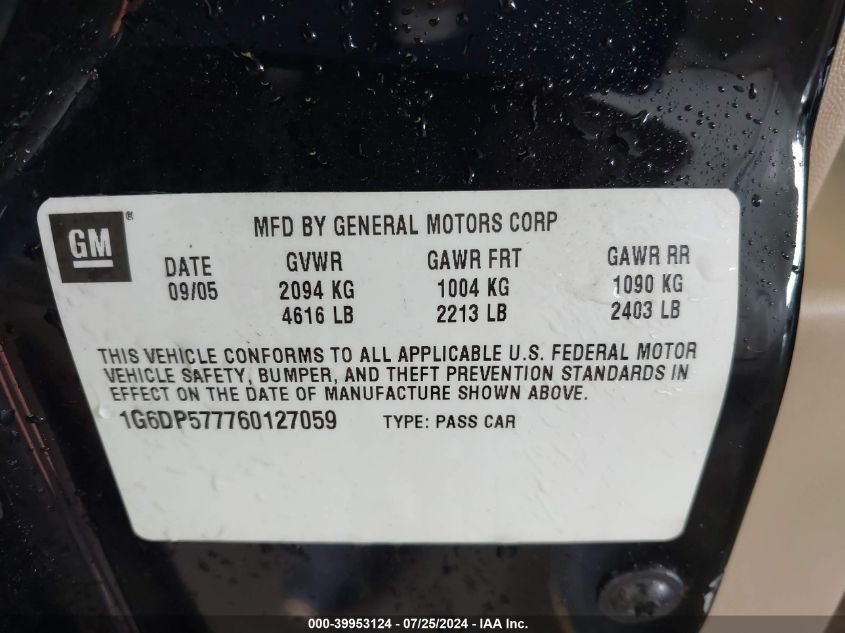 GM ®
MFD BY GENERAL MOTORS CORP
DATE GVWR GAWR FRT GAWR RR
09/05 2094 KG 1004 KG 1090 KG
4616 LB 2213 LB 2403 LB
THIS VEHICLE CONFORMS TO ALL APPLICABLE U.S. FEDERAL MOTOR
VEHICLE SAFETY, BUMPER, AND THEFT PREVENTION STANDARDS IN
EFFECT ON THE DATE OF MANUFACTURE SHOWN ABOVE.
1G6DP577760127059 TYPE: PASS CAR
000-39953124 - 07/25/2024 - IAA Inc.